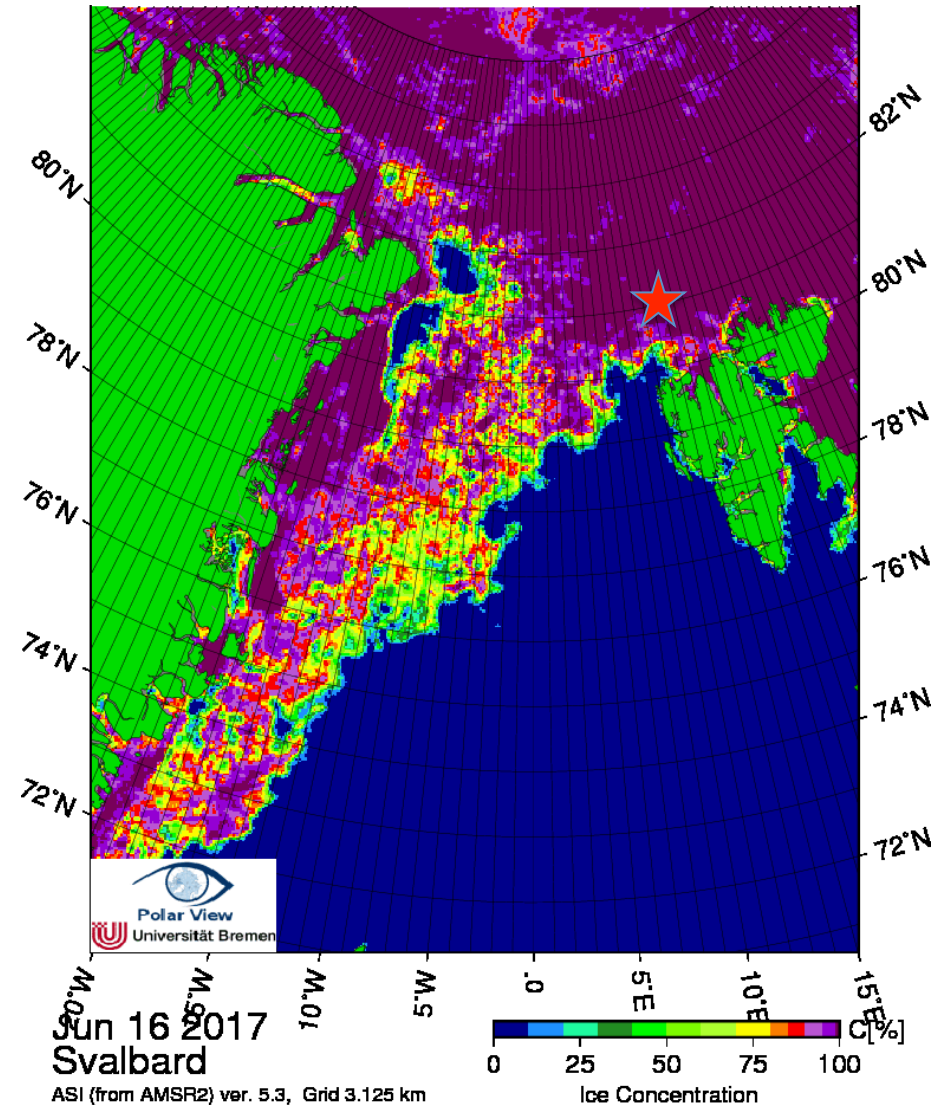 82°N
80°N
80°N
78°N
78°N
76°N
76°N
74°N
74°N
72°N
72°N
Polar View
Universität Bremen
20°W
15°W
10°W
5°W
0°
5°E
10°E
15°E
Jun 16 2017
Svalbard
ASI (from AMSR2) ver. 5.3, Grid 3.125 km
C[%]
0 25 50 75 100
Ice Concentration